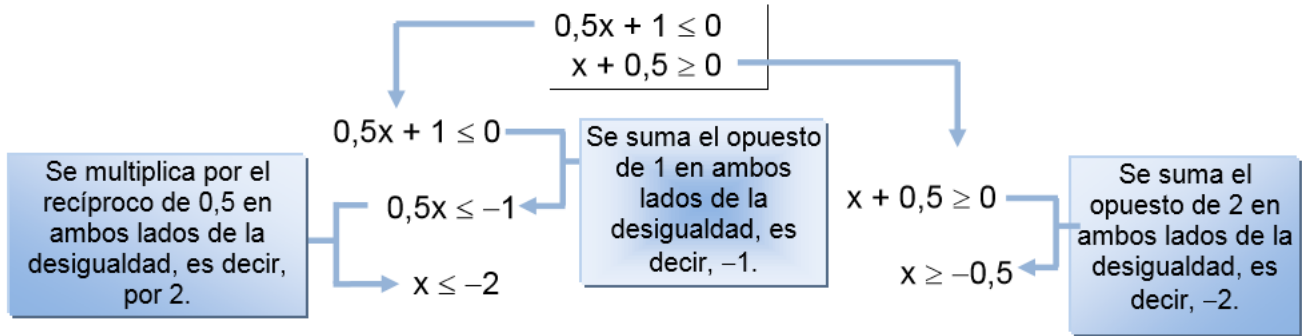 0,5x + 1 ≤ 0
x + 0,5 ≥ 0
0,5x + 1 ≤ 0
Se suma el opuesto
de 1 en ambos
lados de la
desigualdad, es
decir, −1.
Se multiplica por el
recíproco de 0,5 en
ambos lados de la
desigualdad, es decir,
por 2.
0,5x ≤ −1
x ≤ −2
x + 0,5 ≥ 0
x ≥ −0,5
Se suma el
opuesto de 2 en
ambos lados de la
desigualdad, es
decir, −2.